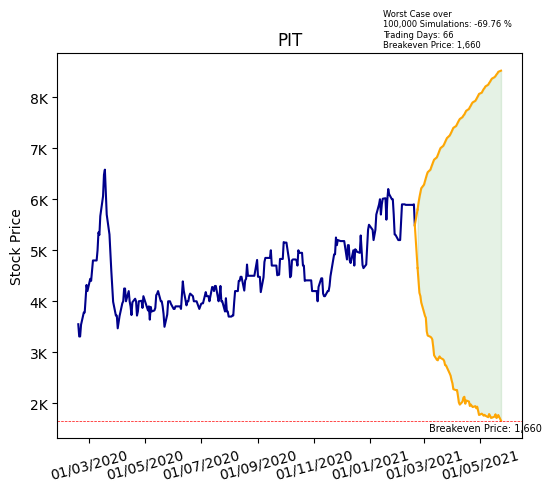 Worst Case over
100,000 Simulations: -69.76 %
Trading Days: 66
Breakeven Price: 1,660
PIT
Stock Price
8K
7K
6K
5K
4K
3K
2K
Breakeven Price: 1,660
01/03/2020
01/05/2020
01/07/2020
01/09/2020
01/11/2020
01/01/2021
01/03/2021
01/05/2021